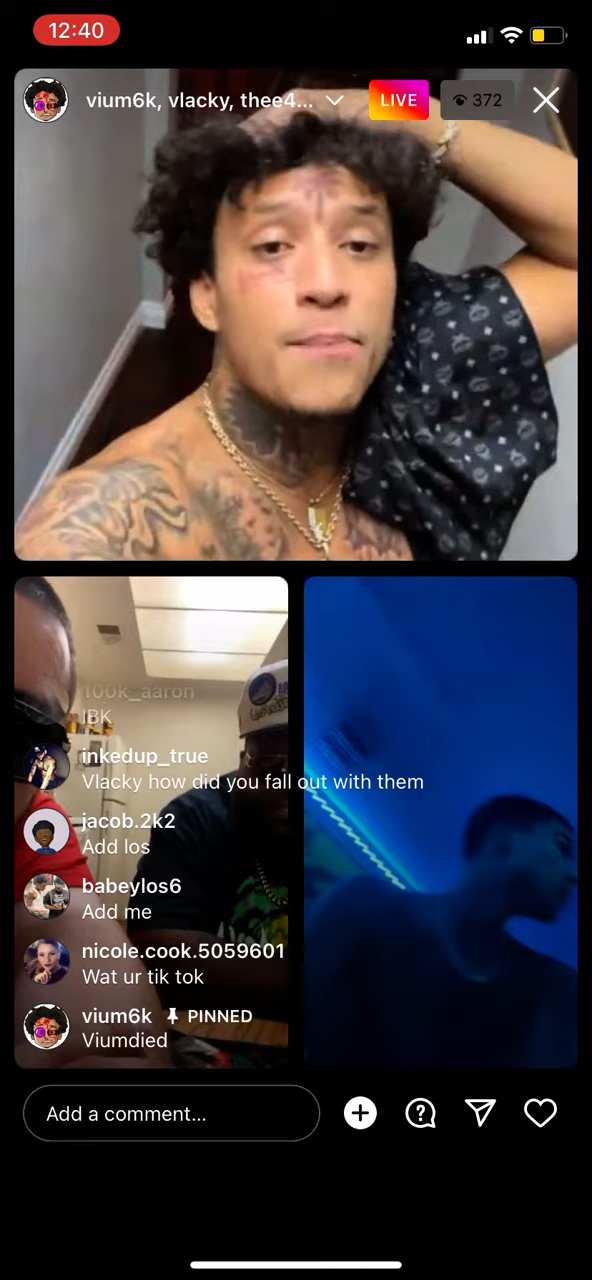 12:40
vium6k, vlacky, thee4...
LIVE
372
100k_aaron
IBK
inkedup_true
Vlacky how did you fall out with them
jacob.2k2
Add los
babeylos6
Add me
nicole.cook.5059601
Wat ur tik tok
vium6k PINNED
Viumdied
Add a comment...